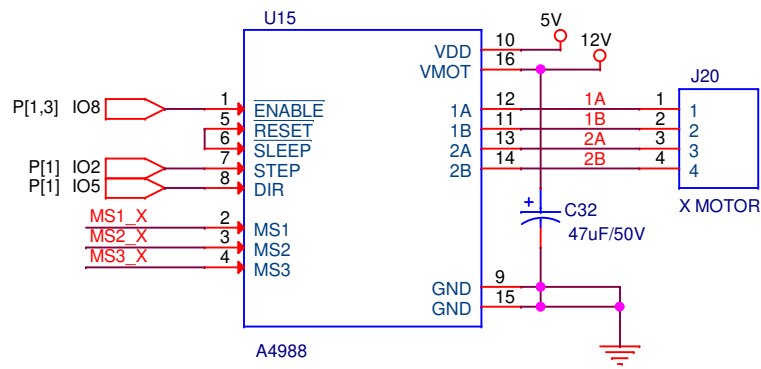 U15
5V
12V
J20
VDD 10
VMOT 16
P[1,3] IO8 1 ENABLE
5 RESET
6 SLEEP
P[1] IO2 7 STEP
P[1] IO5 8 DIR
1A 12 1A 1 1
1B 11 1B 2 2
2A 13 2A 3 3
2B 14 2B 4 4
X MOTOR
MS1_X 2 MS1
MS2_X 3 MS2
MS3_X 4 MS3
+ C32
47uF/50V
GND 9
GND 15
A4988